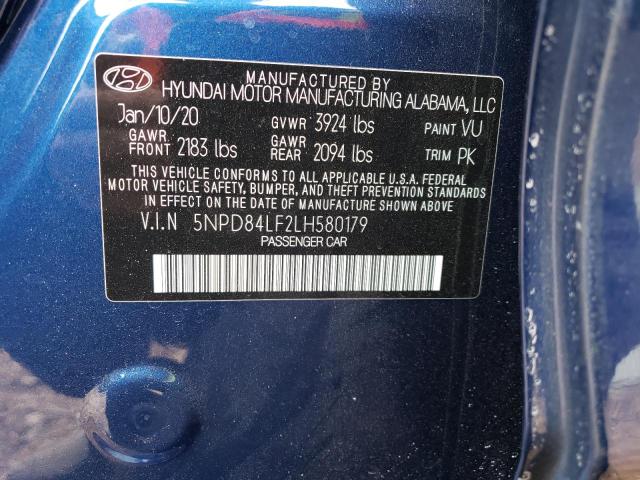 MANUFACTURED BY
HYUNDAI MOTOR MANUFACTURING ALABAMA, LLC
Jan/10/20 GVWR 3924 lbs PAINT VU
GAWR FRONT 2183 lbs GAWR REAR 2094 lbs TRIM PK
THIS VEHICLE CONFORMS TO ALL APPLICABLE U.S.A. FEDERAL
MOTOR VEHICLE SAFETY, BUMPER, AND THEFT PREVENTION STANDARDS
IN EFFECT ON THE DATE OF MANUFACTURE SHOWN ABOVE.
V.I.N 5NPD84LF2LH580179
PASSENGER CAR